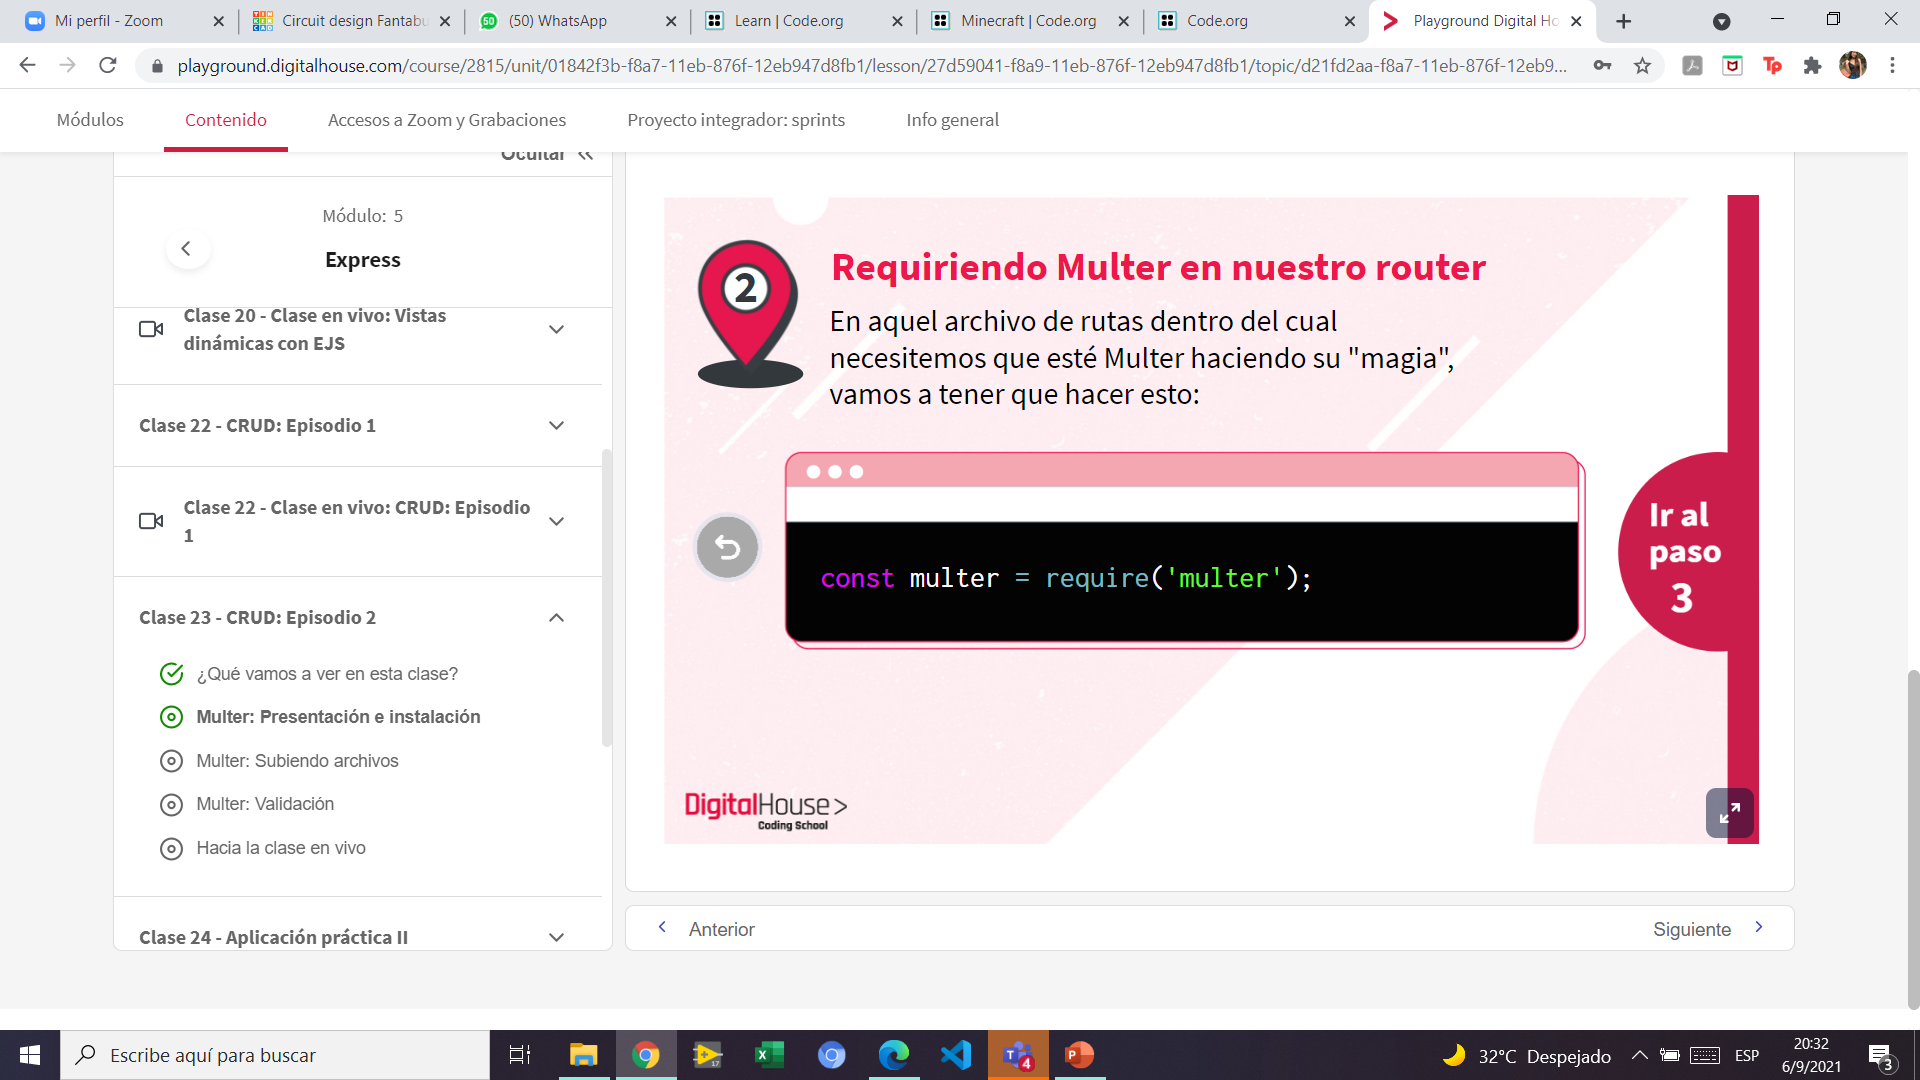 Mi perfil - Zoom
Circuit design Fantabu
(50) WhatsApp
Learn | Code.org
Minecraft | Code.org
Code.org
Playground Digital Ho
playground.digitalhouse.com/course/2815/unit/01842f3b-f8a7-11eb-876f-12eb947d8fb1/lesson/27d59041-f8a9-11eb-876f-12eb947d8fb1/topic/d21fd2aa-f8a7-11eb-876f-12eb9...
Módulos
Contenido
Accesos a Zoom y Grabaciones
Proyecto integrador: sprints
Info general
Ocultar
Módulo: 5
Express
Clase 20 - Clase en vivo: Vistas
dinámicas con EJS
Clase 22 - CRUD: Episodio 1
Clase 22 - Clase en vivo: CRUD: Episodio
1
Clase 23 - CRUD: Episodio 2
¿Qué vamos a ver en esta clase?
Multer: Presentación e instalación
Multer: Subiendo archivos
Multer: Validación
Hacia la clase en vivo
Clase 24 - Aplicación práctica II
2
Requiriendo Multer en nuestro router
En aquel archivo de rutas dentro del cual
necesitemos que esté Multer haciendo su "magia",
vamos a tener que hacer esto:
const multer = require('multer');
Ir al
paso
3
DigitalHouse>
Coding School
Anterior
Siguiente
Escribe aquí para buscar
32°C Despejado
ESP
20:32
6/9/2021
3